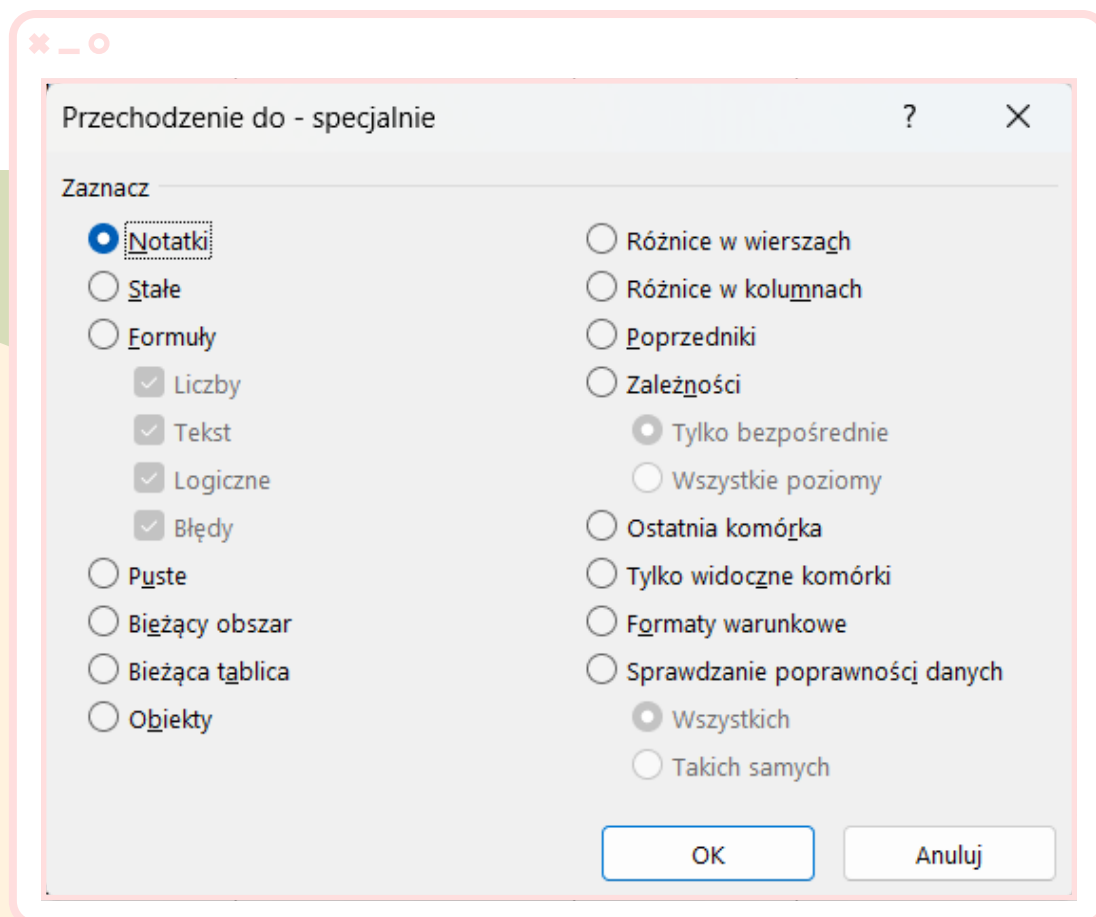 Przechodzenie do - specjalnie
Zaznacz
Notatki
Stałe
Formuły
Liczby
Tekst
Logiczne
Błędy
Puste
Bieżący obszar
Bieżąca tablica
Obiekty
Różnice w wierszach
Różnice w kolumnach
Poprzedniki
Zależności
Tylko bezpośrednie
Wszystkie poziomy
Ostatnia komórka
Tylko widoczne komórki
Formaty warunkowe
Sprawdzanie poprawności danych
Wszystkich
Takich samych
OK
Anuluj